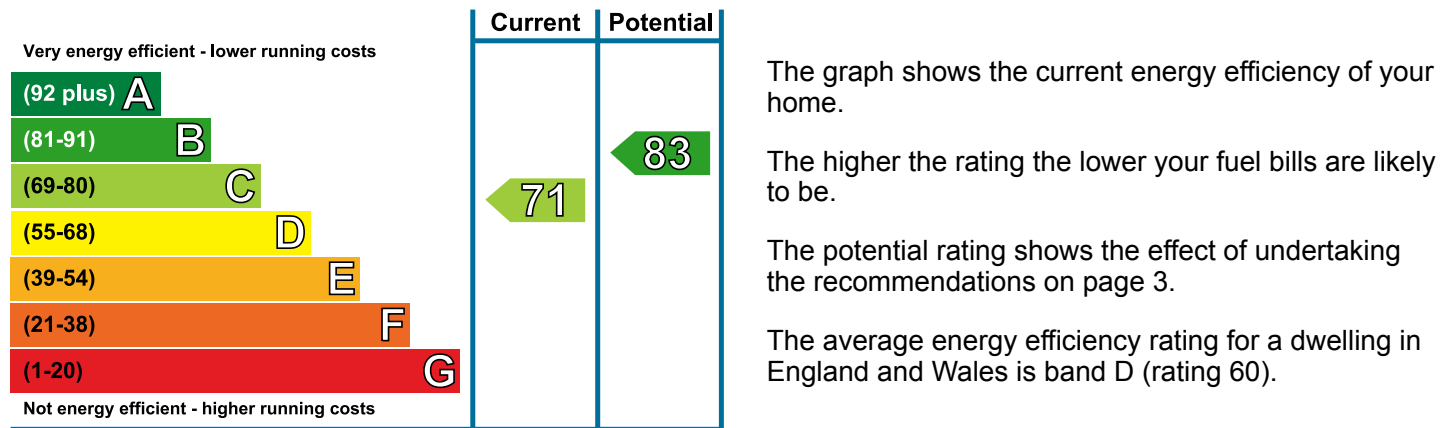 Current Potential
Very energy efficient - lower running costs
(92 plus) A
(81-91) B
(69-80) C
(55-68) D
(39-54) E
(21-38) F
(1-20) G
Not energy efficient - higher running costs
71
83
The graph shows the current energy efficiency of your
home.
The higher the rating the lower your fuel bills are likely
to be.
The potential rating shows the effect of undertaking
the recommendations on page 3.
The average energy efficiency rating for a dwelling in
England and Wales is band D (rating 60).